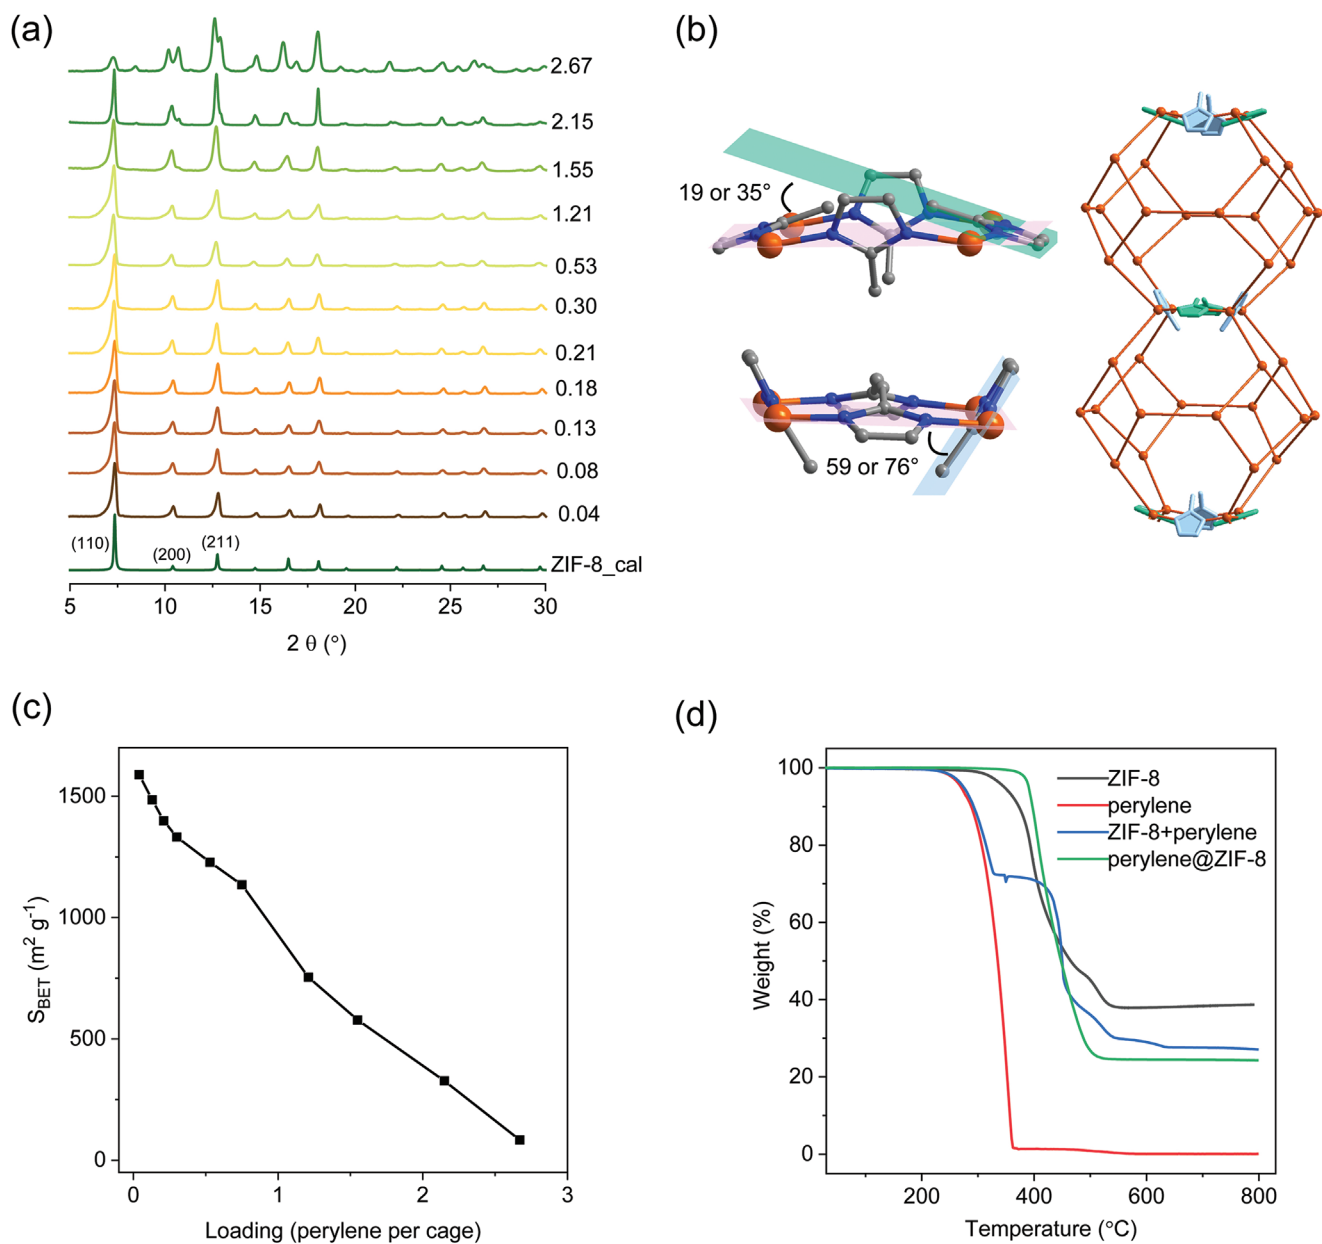 (a)
2.67
2.15
1.55
1.21
0.53
0.30
0.21
0.18
0.13
0.08
0.04
(110)
(200)
(211)
ZIF-8_cal
5 10 15 20 25 30
2 θ (°)
(b)
19 or 35°
59 or 76°
(c)
1500
1000
500
0
S_BET (m² g⁻¹)
0 1 2 3
Loading (perylene per cage)
(d)
100
80
60
40
20
0
Weight (%)
ZIF-8
perylene
ZIF-8+perylene
perylene@ZIF-8
200 400 600 800
Temperature (°C)